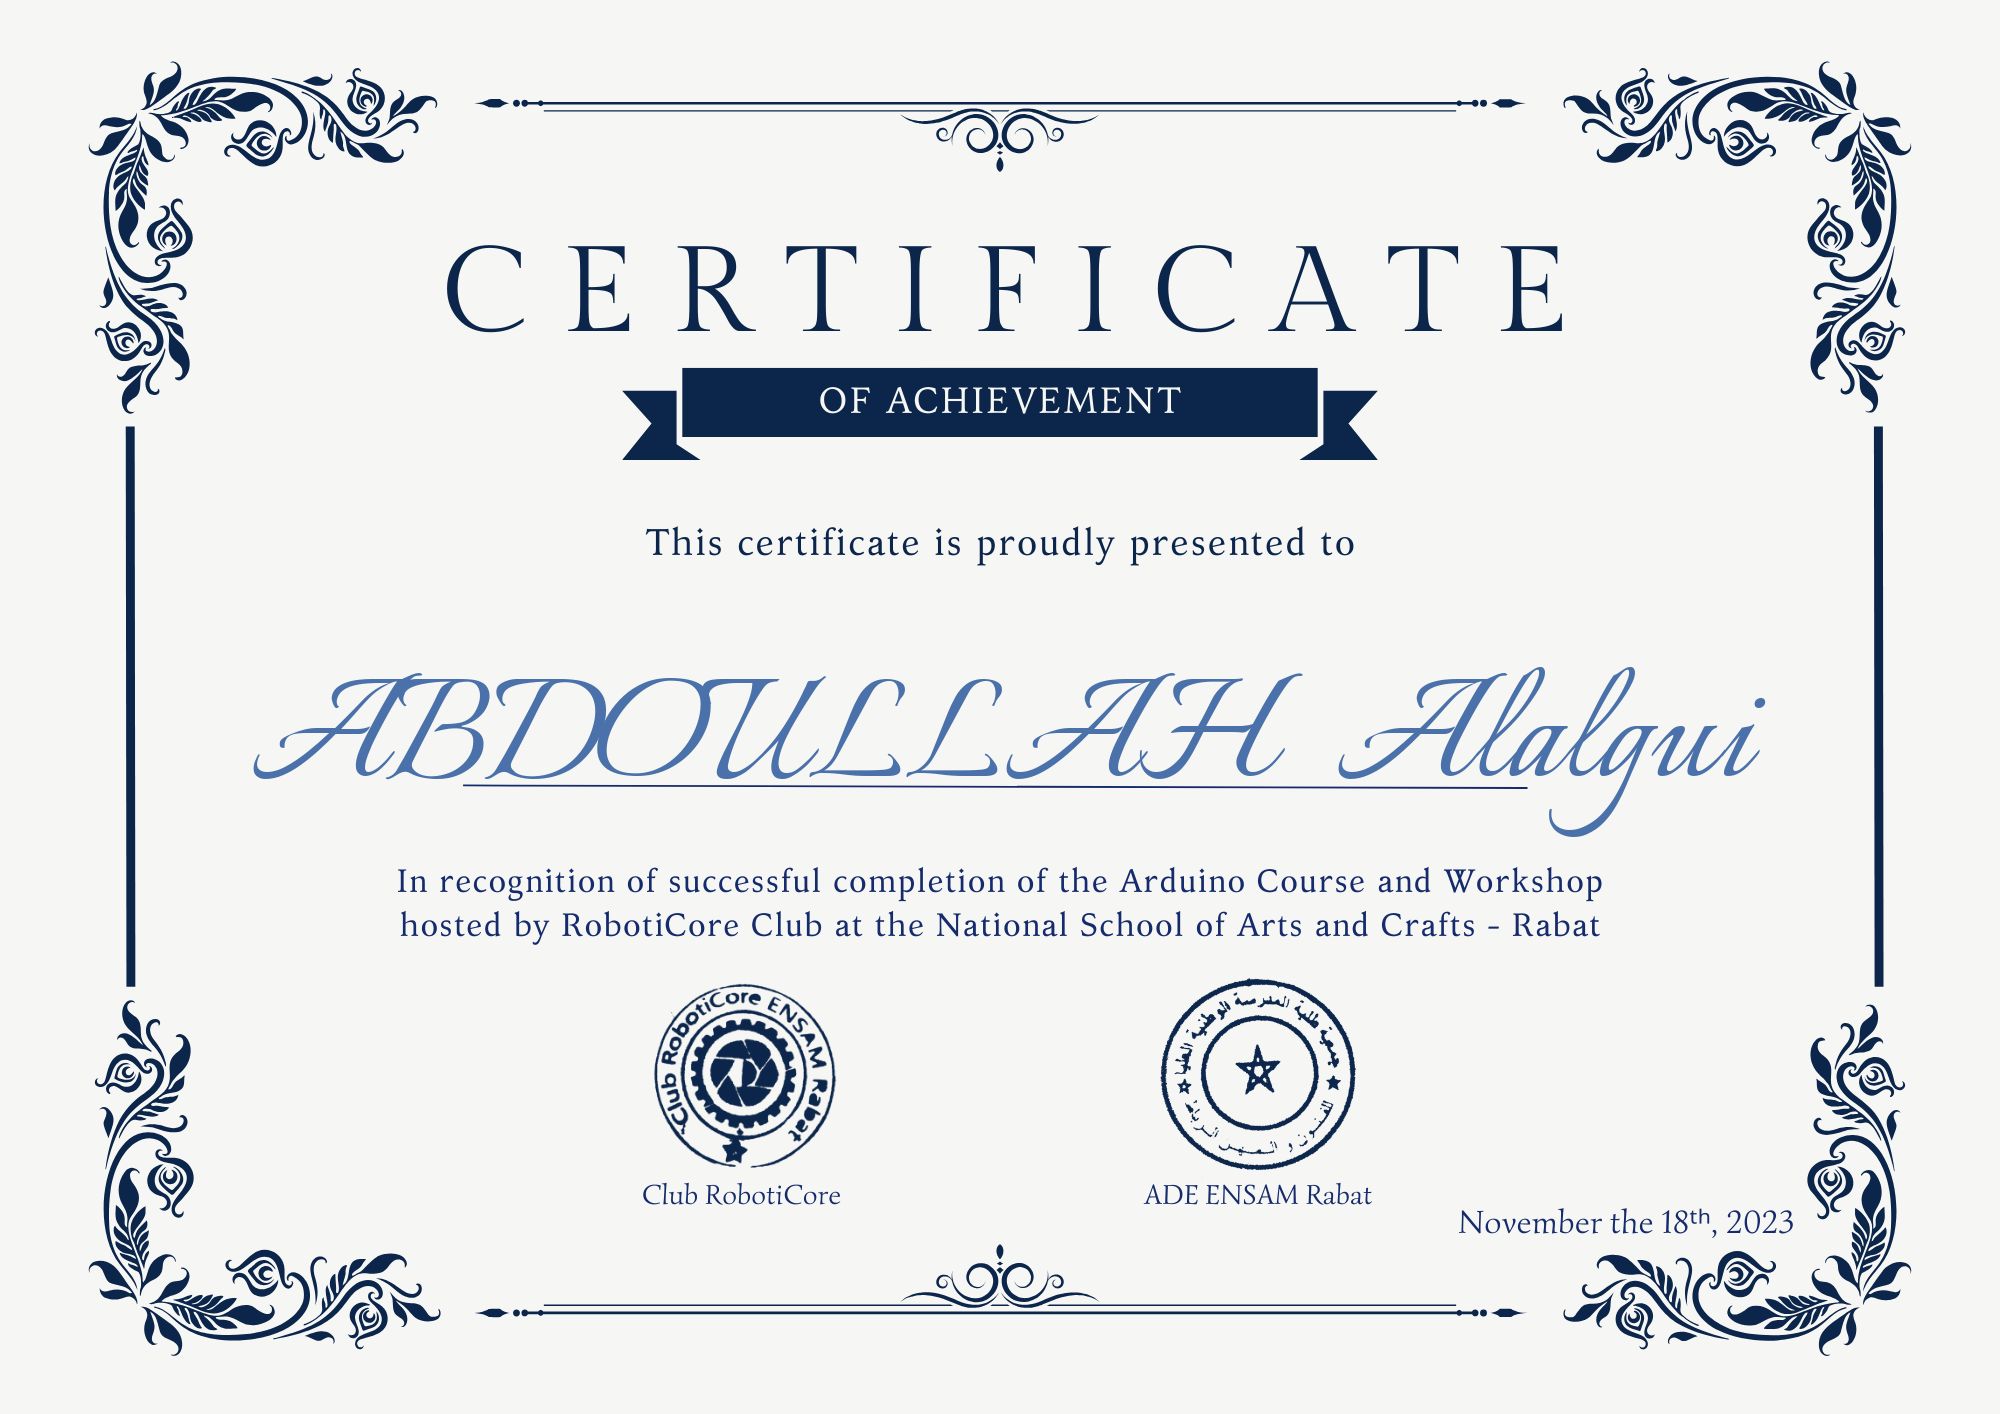 CERTIFICATE
OF ACHIEVEMENT
This certificate is proudly presented to
ABDOULLAH Alalgui
In recognition of successful completion of the Arduino Course and Workshop
hosted by RobotiCore Club at the National School of Arts and Crafts - Rabat
Club RobotiCore ENSAM Rabat
جمعية طلبة المدرسة الوطنية العليا
للفنون و المهن الرباط
Club RobotiCore
ADE ENSAM Rabat
November the 18th, 2023